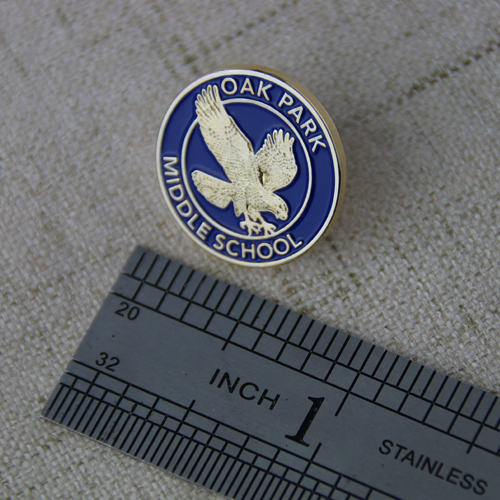 OAK PARK
MIDDLE SCHOOL
20
32
INCH 1
STAINLESS